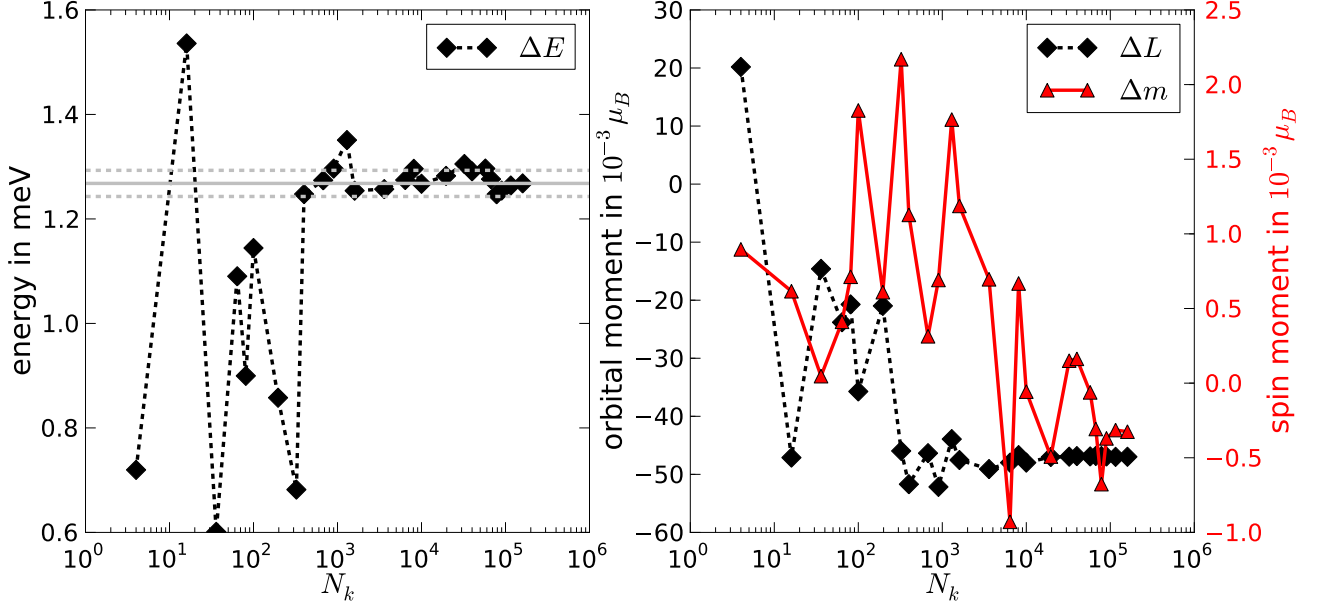 1.6
1.4
1.2
1.0
0.8
0.6
energy in meV
10^0 10^1 10^2 10^3 10^4 10^5 10^6
N_k
ΔE
30
20
10
0
−10
−20
−30
−40
−50
−60
orbital moment in 10^{-3} μ_B
10^0 10^1 10^2 10^3 10^4 10^5 10^6
N_k
ΔL
Δm
2.5
2.0
1.5
1.0
0.5
0.0
−0.5
−1.0
spin moment in 10^{-3} μ_B